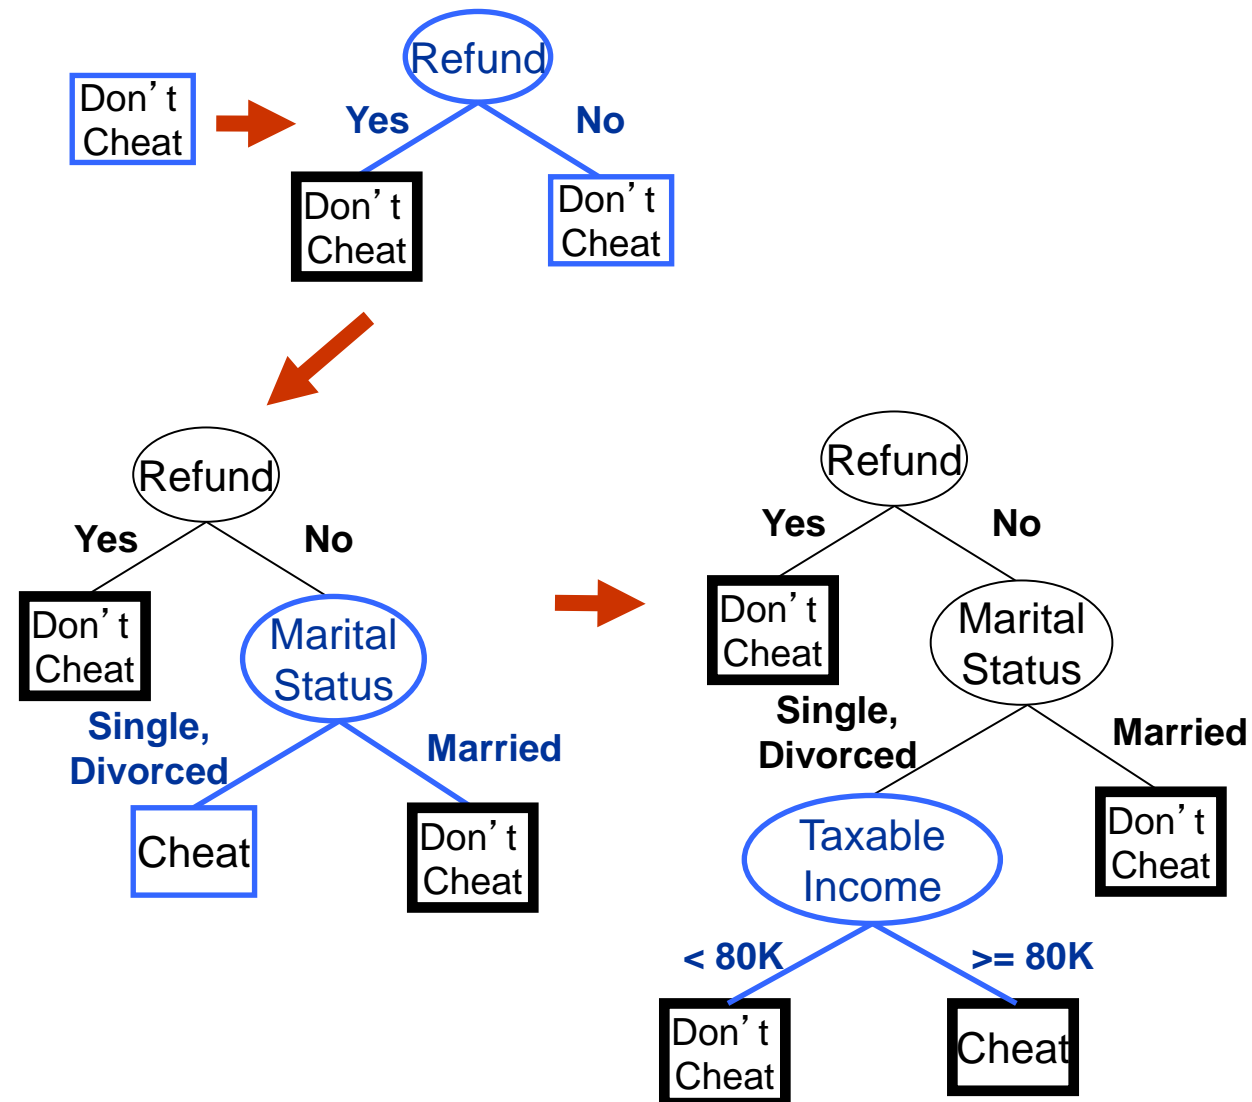 Don’t
Cheat
Refund
Yes
No
Don’t
Cheat
Don’t
Cheat
Refund
Yes
No
Don’t
Cheat
Marital
Status
Single,
Divorced
Married
Cheat
Don’t
Cheat
Refund
Yes
No
Don’t
Cheat
Marital
Status
Single,
Divorced
Married
Taxable
Income
Don’t
Cheat
< 80K
>= 80K
Don’t
Cheat
Cheat